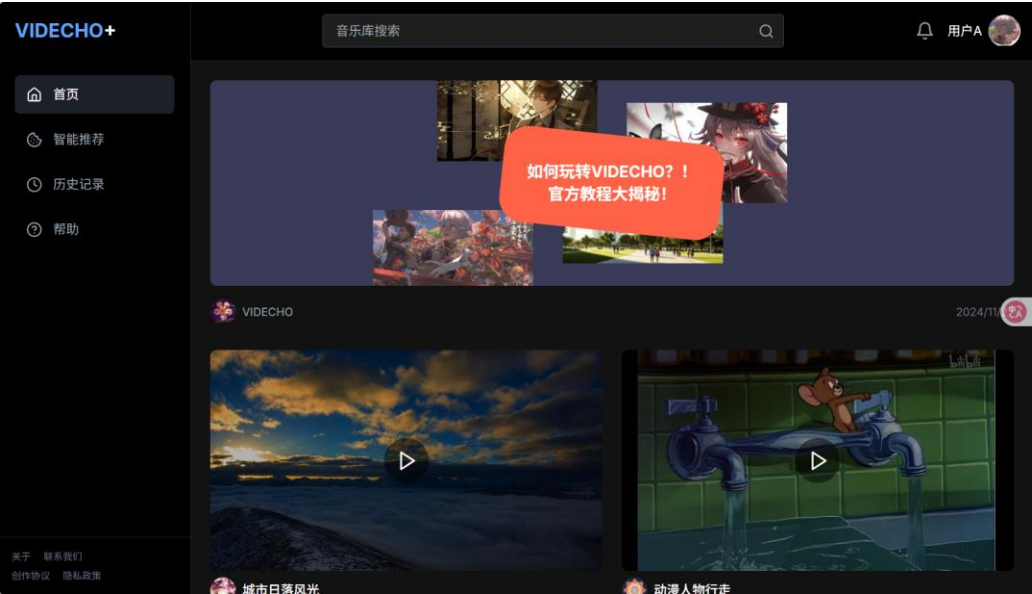 VIDECHO+
音乐库搜索
用户A
首页
智能推荐
历史记录
帮助
如何玩转VIDECHO？！
官方教程大揭秘！
VIDECHO
2024/11/
bilibili
城市日落风光
动漫人物行走
关于 联系我们
创作协议 隐私政策